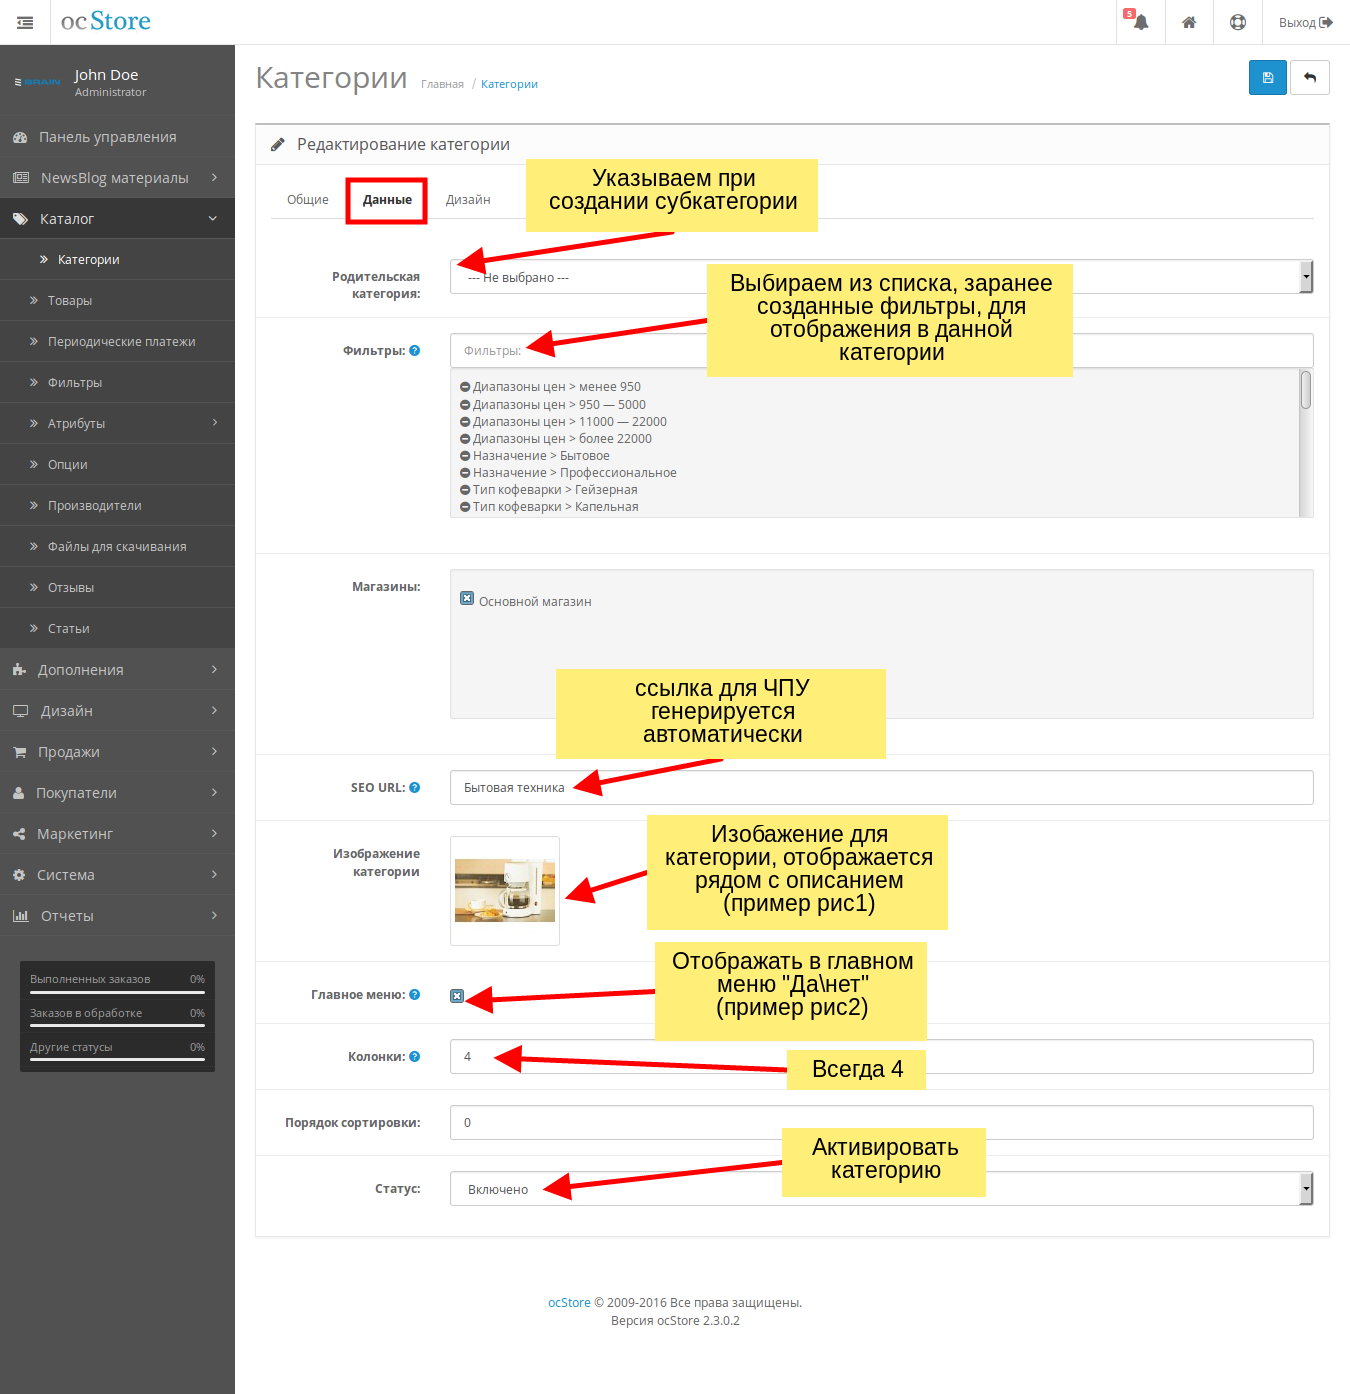 ocStore
5
Выход
BRAIN
John Doe
Administrator
Панель управления
NewsBlog материалы
Каталог
Категории
Товары
Периодические платежи
Фильтры
Атрибуты
Опции
Производители
Файлы для скачивания
Отзывы
Статьи
Дополнения
Дизайн
Продажи
Покупатели
Маркетинг
Система
Отчеты
Выполненных заказов 0%
Заказов в обработке 0%
Другие статусы 0%
Категории Главная / Категории
Редактирование категории
Общие Данные Дизайн
Указываем при
создании субкатегории
Родительская
категория:
--- Не выбрано ---
Выбираем из списка, заранее
созданные фильтры, для
отображения в данной
категории
Фильтры:
Фильтры:
Диапазоны цен > менее 950
Диапазоны цен > 950 — 5000
Диапазоны цен > 11000 — 22000
Диапазоны цен > более 22000
Назначение > Бытовое
Назначение > Профессиональное
Тип кофеварки > Гейзерная
Тип кофеварки > Капельная
Магазины:
Основной магазин
ссылка для ЧПУ
генерируется
автоматически
SEO URL:
Бытовая техника
Изображение
категории
Изобажение для
категории, отображается
рядом с описанием
(пример рис1)
Отображать в главном
меню "Да\нет"
(пример рис2)
Главное меню:
Колонки:
4
Всегда 4
Порядок сортировки:
0
Активировать
категорию
Статус:
Включено
ocStore © 2009-2016 Все права защищены.
Версия ocStore 2.3.0.2